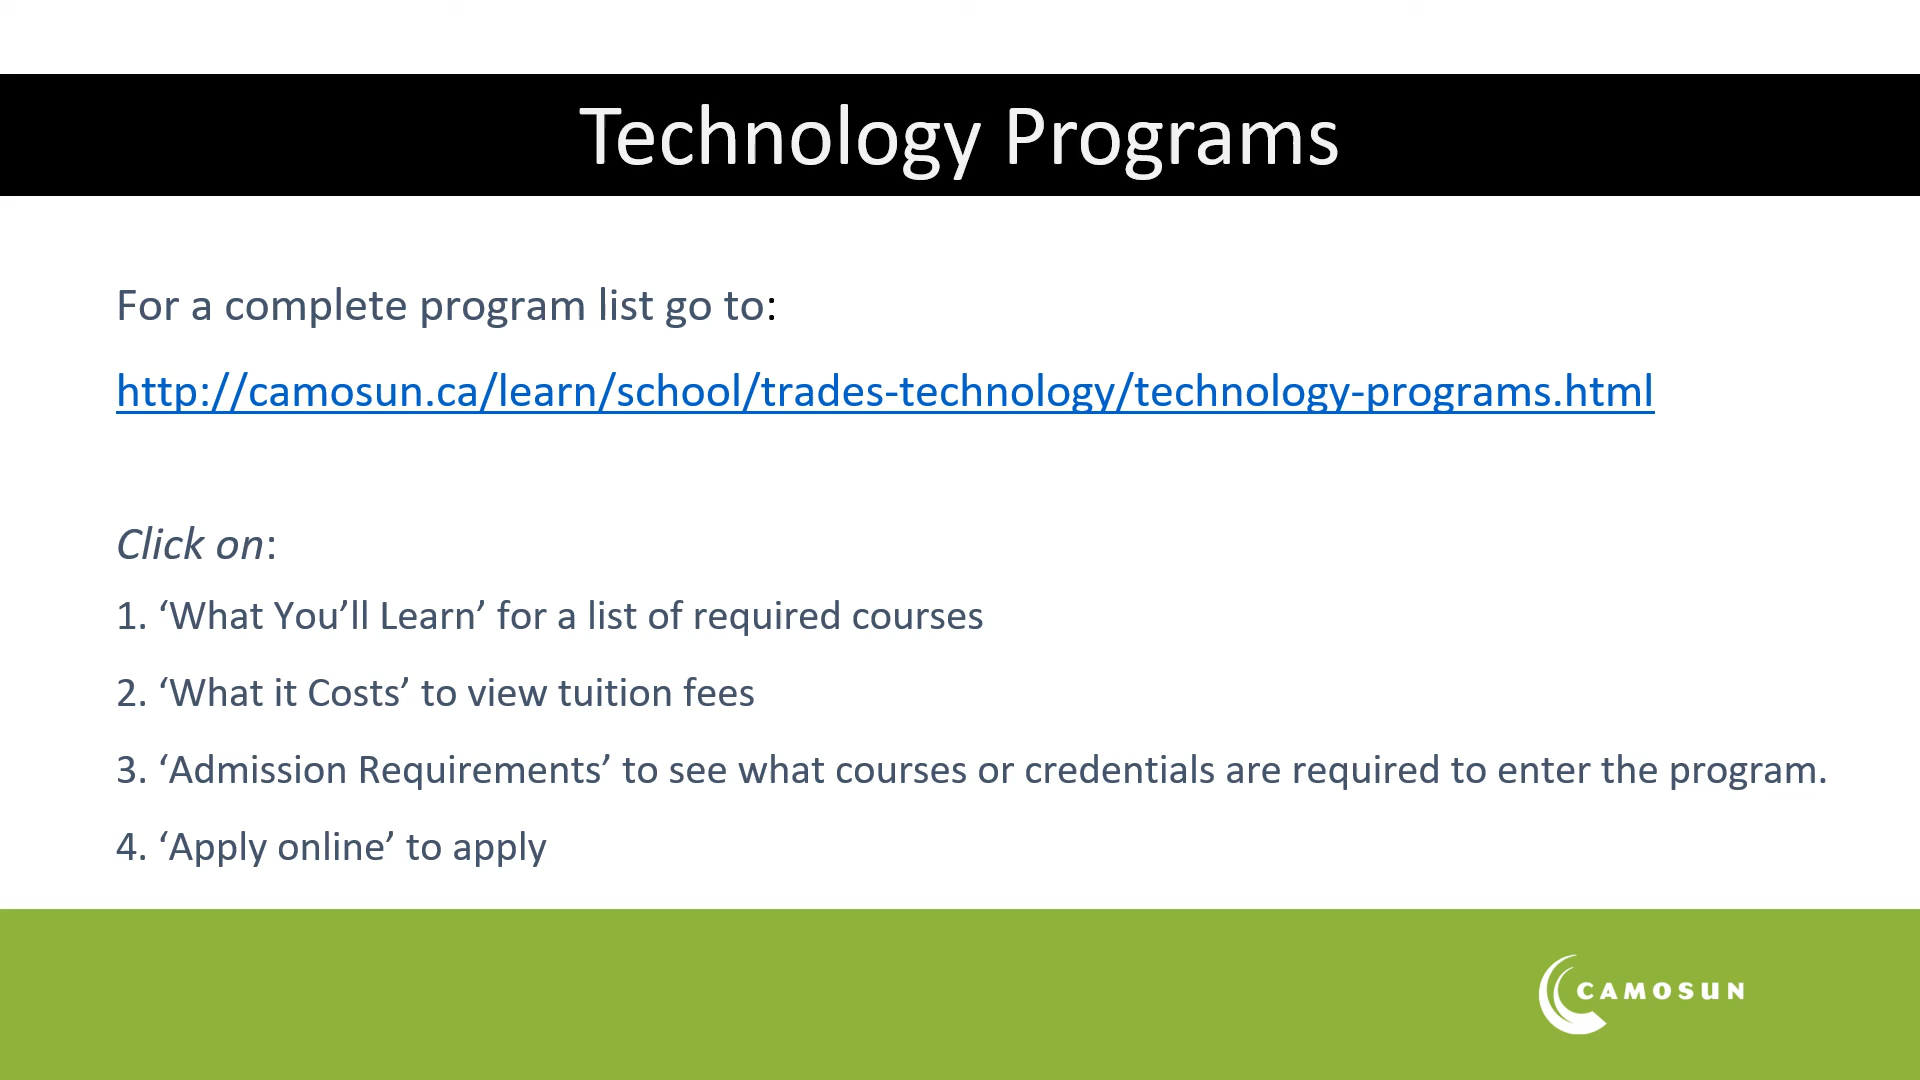 Technology Programs
For a complete program list go to:
http://camosun.ca/learn/school/trades-technology/technology-programs.html
Click on:
1. ‘What You’ll Learn’ for a list of required courses
2. ‘What it Costs’ to view tuition fees
3. ‘Admission Requirements’ to see what courses or credentials are required to enter the program.
4. ‘Apply online’ to apply
CAMOSUN